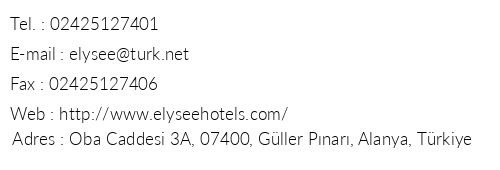 Tel. : 02425127401
E-mail : elysee@turk.net
Fax : 02425127406
Web : http://www.elyseehotels.com/
Adres : Oba Caddesi 3A, 07400, Güller Pınarı, Alanya, Türkiye